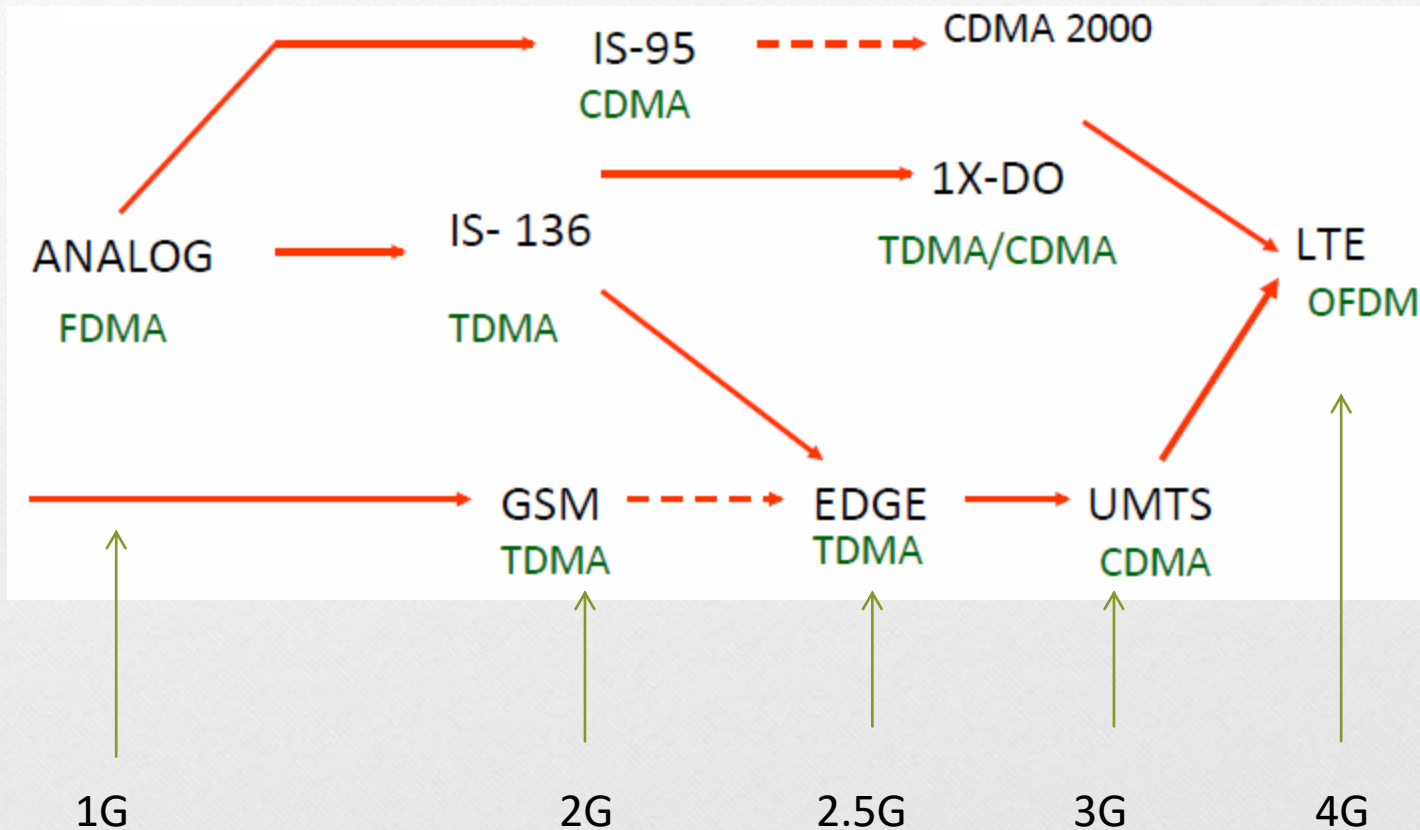 IS-95
CDMA
CDMA 2000
1X-DO
TDMA/CDMA
ANALOG
FDMA
IS- 136
TDMA
LTE
OFDM
GSM
TDMA
EDGE
TDMA
UMTS
CDMA
1G
2G
2.5G
3G
4G